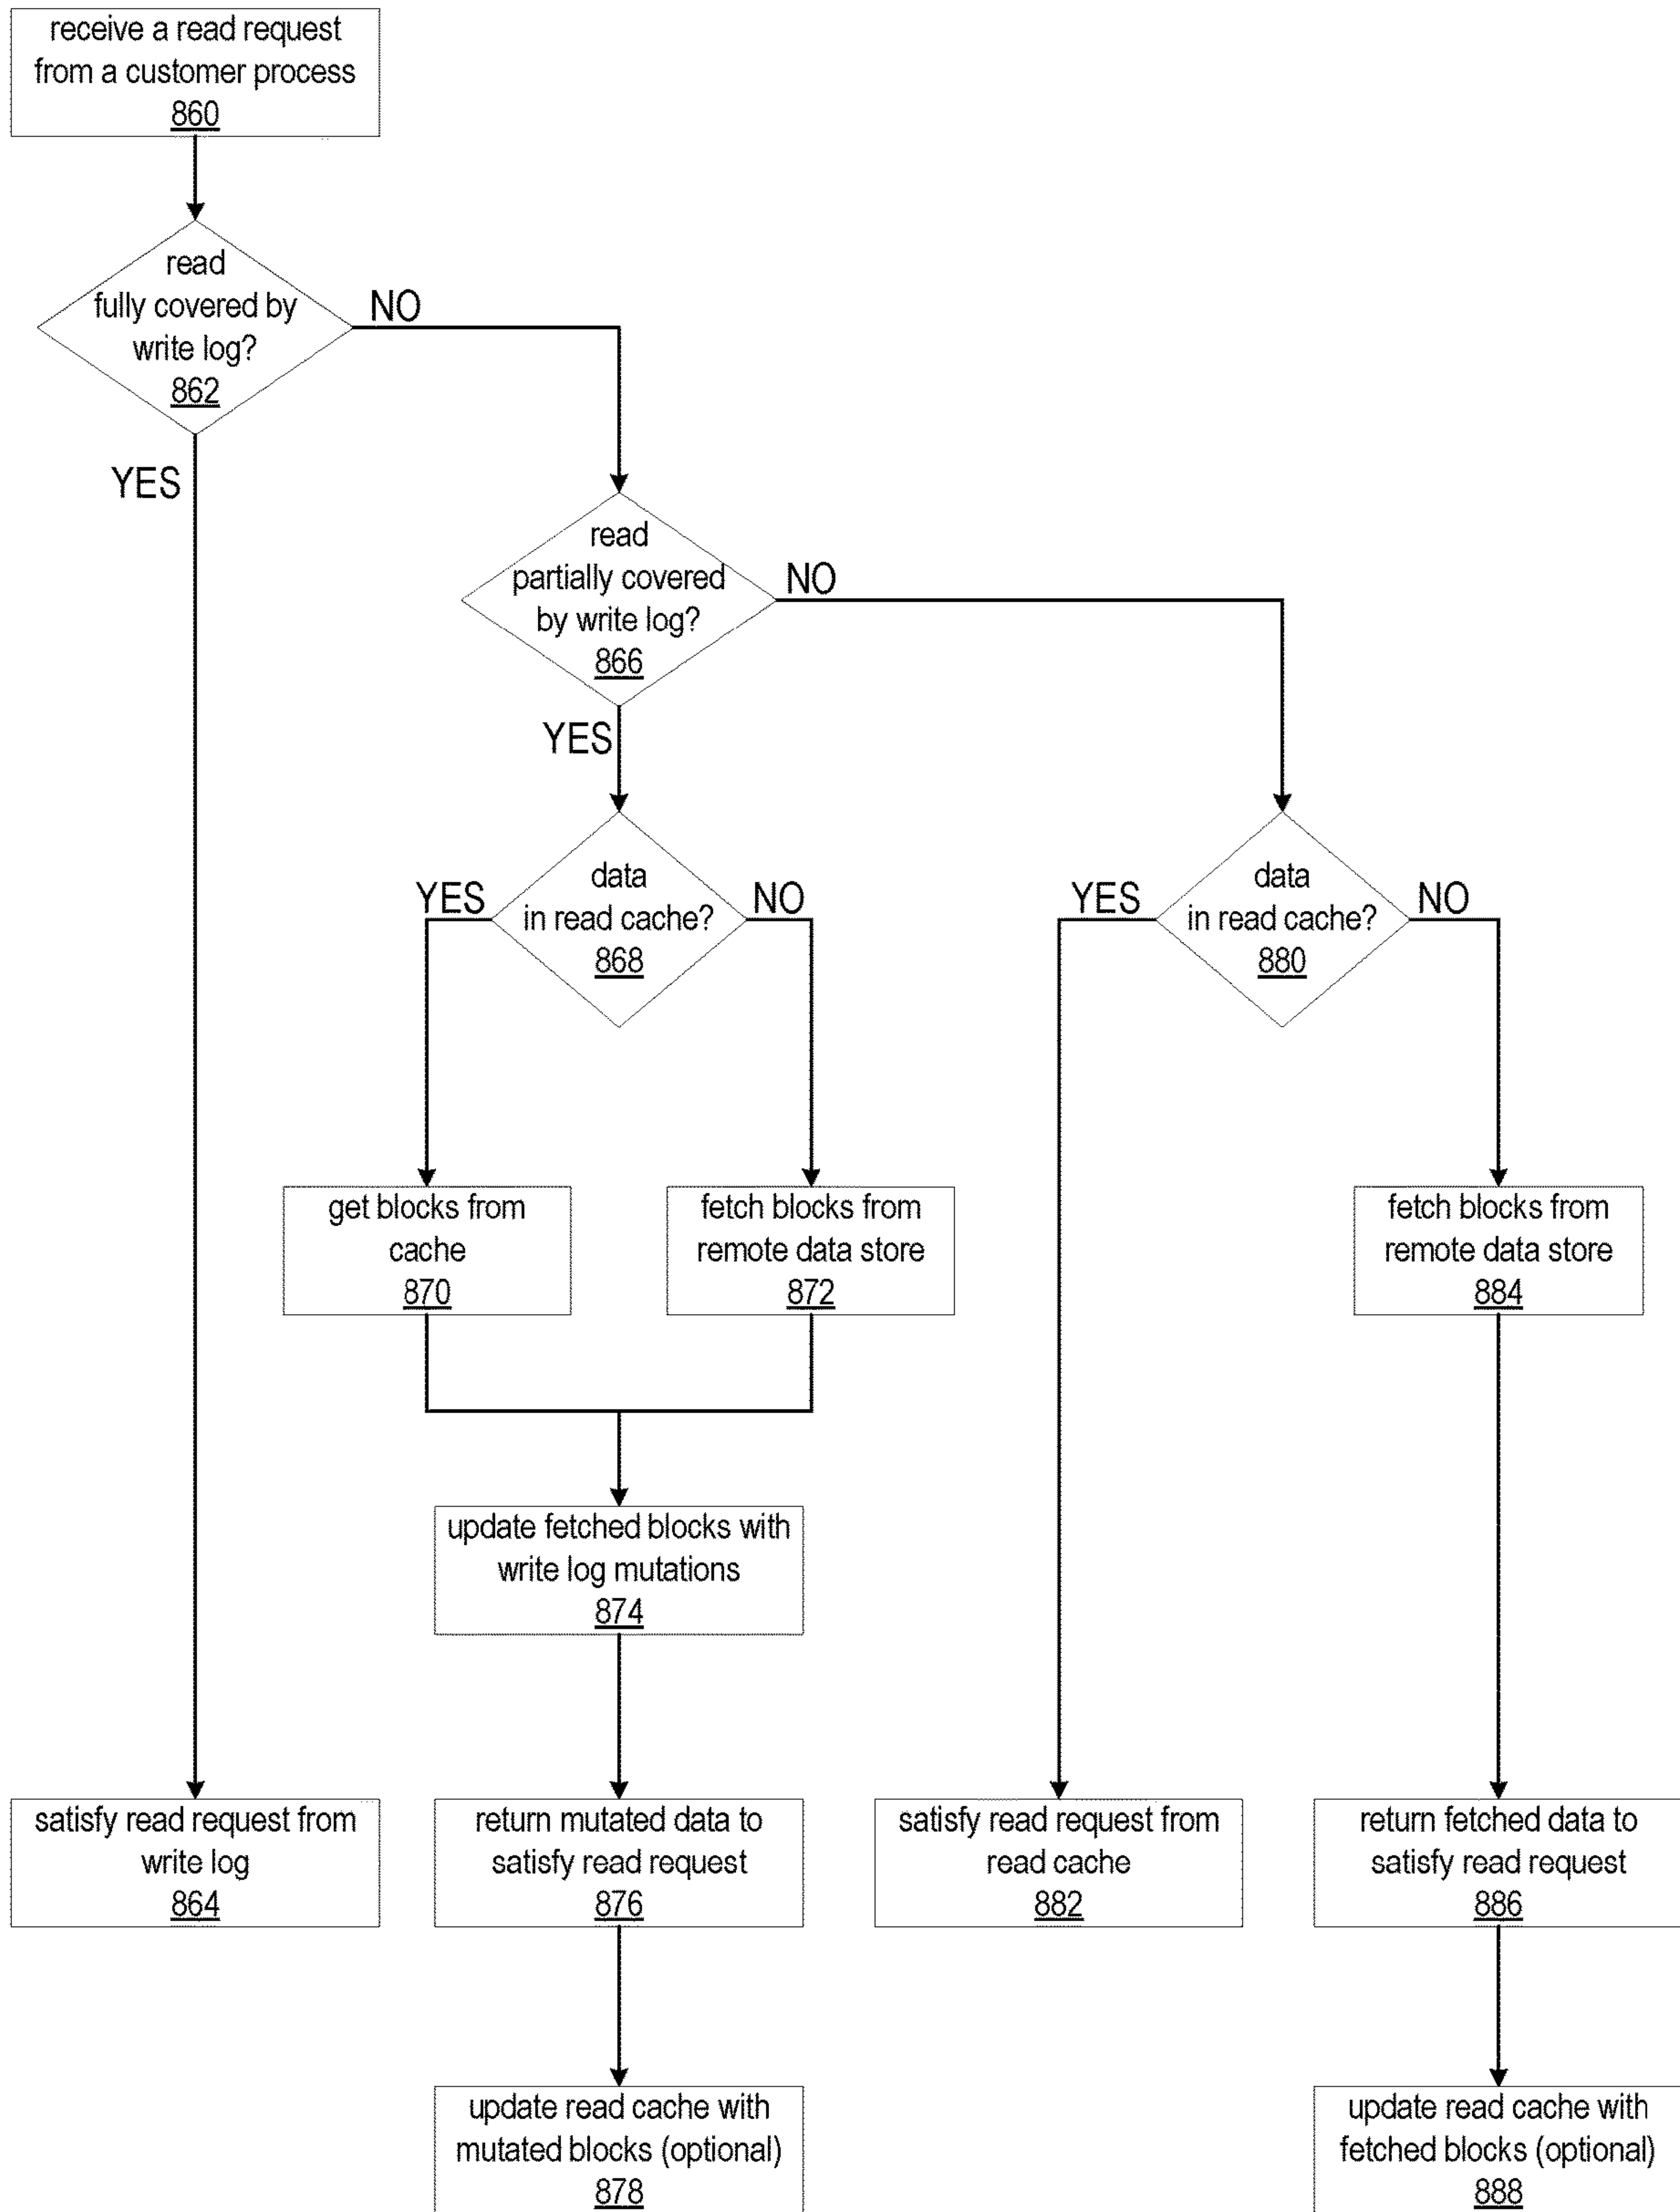 receive a read request
from a customer process
860
read
fully covered by
write log?
862
NO
YES
read
partially covered
by write log?
866
NO
YES
data
in read cache?
868
YES
NO
data
in read cache?
880
YES
NO
get blocks from
cache
870
fetch blocks from
remote data store
872
fetch blocks from
remote data store
884
update fetched blocks with
write log mutations
874
satisfy read request from
write log
864
return mutated data to
satisfy read request
876
satisfy read request from
read cache
882
return fetched data to
satisfy read request
886
update read cache with
mutated blocks (optional)
878
update read cache with
fetched blocks (optional)
888